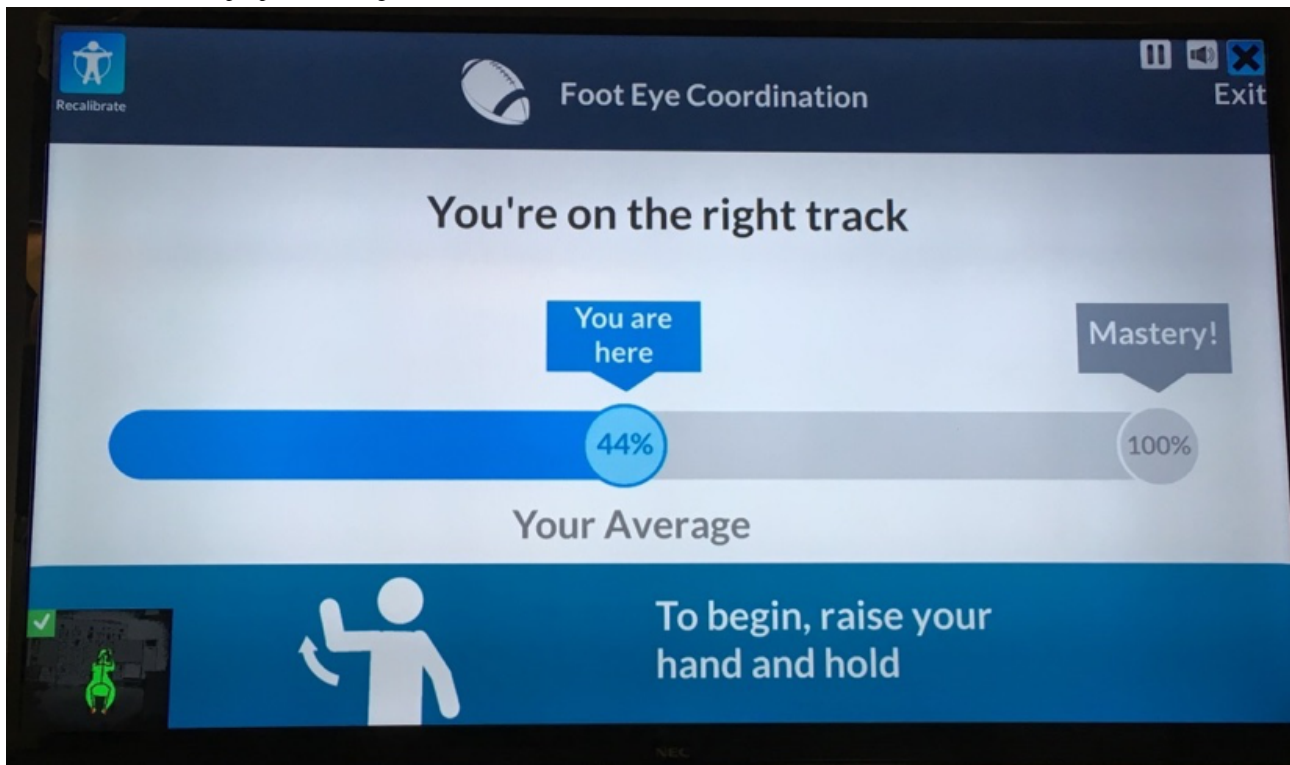 Recalibrate
Foot Eye Coordination
Exit
You're on the right track
You are
here
Mastery!
44%
100%
Your Average
To begin, raise your
hand and hold
NEC